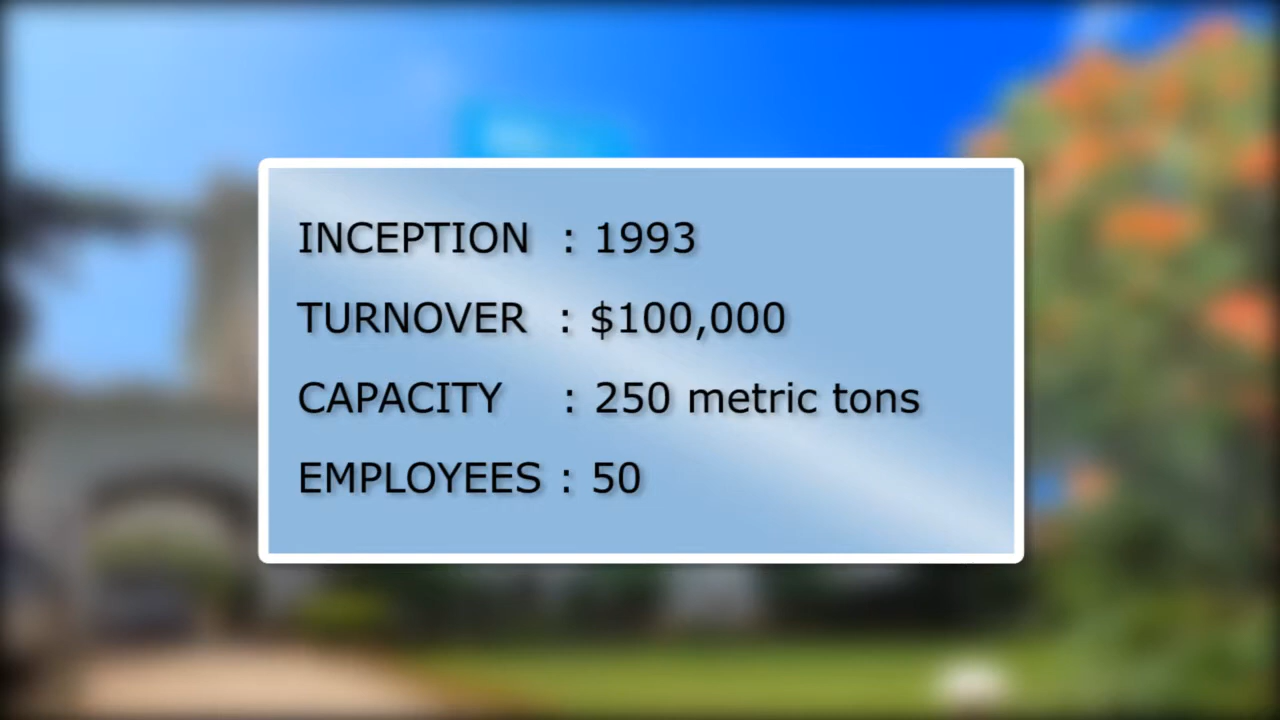 INCEPTION : 1993
TURNOVER : $100,000
CAPACITY : 250 metric tons
EMPLOYEES : 50